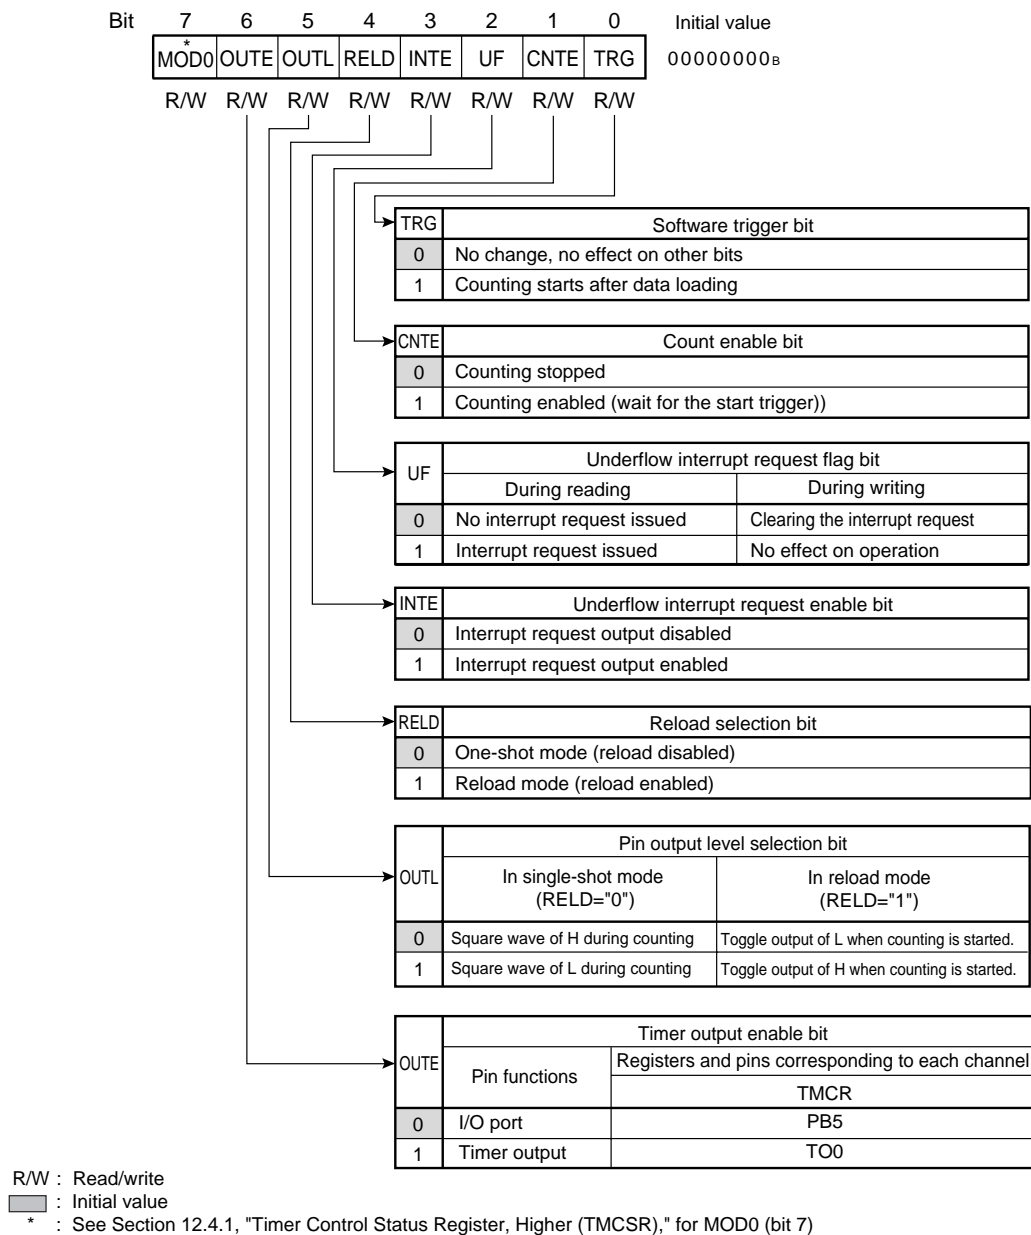 Bit 7 6 5 4 3 2 1 0 Initial value
*
MOD0 OUTE OUTL RELD INTE UF CNTE TRG 00000000B
R/W R/W R/W R/W R/W R/W R/W R/W
TRG Software trigger bit
0 No change, no effect on other bits
1 Counting starts after data loading
CNTE Count enable bit
0 Counting stopped
1 Counting enabled (wait for the start trigger))
UF Underflow interrupt request flag bit
During reading During writing
0 No interrupt request issued Clearing the interrupt request
1 Interrupt request issued No effect on operation
INTE Underflow interrupt request enable bit
0 Interrupt request output disabled
1 Interrupt request output enabled
RELD Reload selection bit
0 One-shot mode (reload disabled)
1 Reload mode (reload enabled)
Pin output level selection bit
OUTL In single-shot mode In reload mode
(RELD="0") (RELD="1")
0 Square wave of H during counting Toggle output of L when counting is started.
1 Square wave of L during counting Toggle output of H when counting is started.
Timer output enable bit
OUTE Pin functions Registers and pins corresponding to each channel
TMCR
0 I/O port PB5
1 Timer output TO0
R/W : Read/write
: Initial value
* : See Section 12.4.1, "Timer Control Status Register, Higher (TMCSR)," for MOD0 (bit 7)